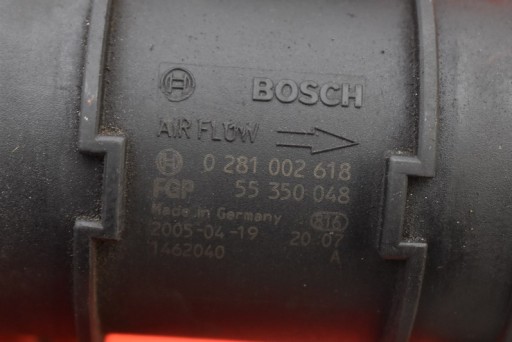 BOSCH
AIR FLOW
0 281 002 618
FGP 55 350 048
Made in Germany 816
2005-04-19 20 07
1462040 A